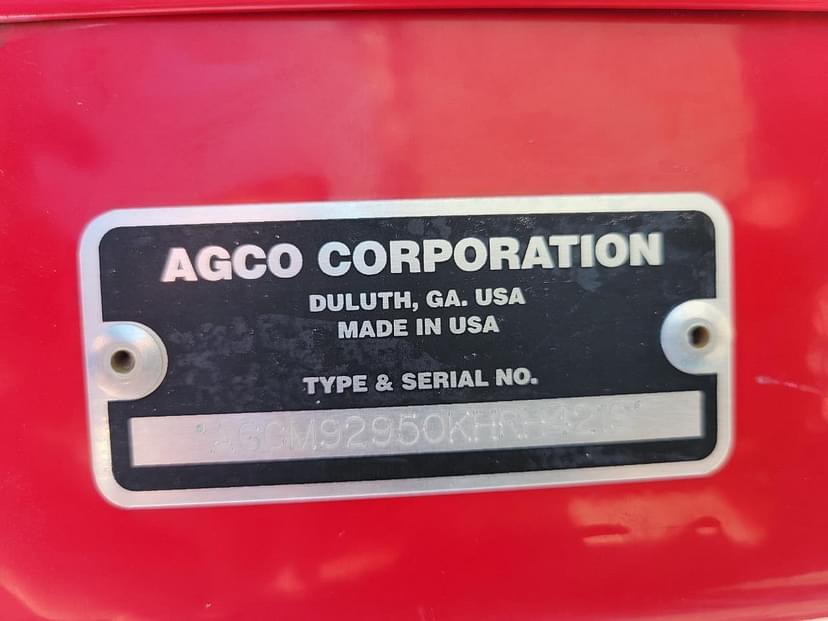 AGCO CORPORATION
DULUTH, GA. USA
MADE IN USA
TYPE & SERIAL NO.